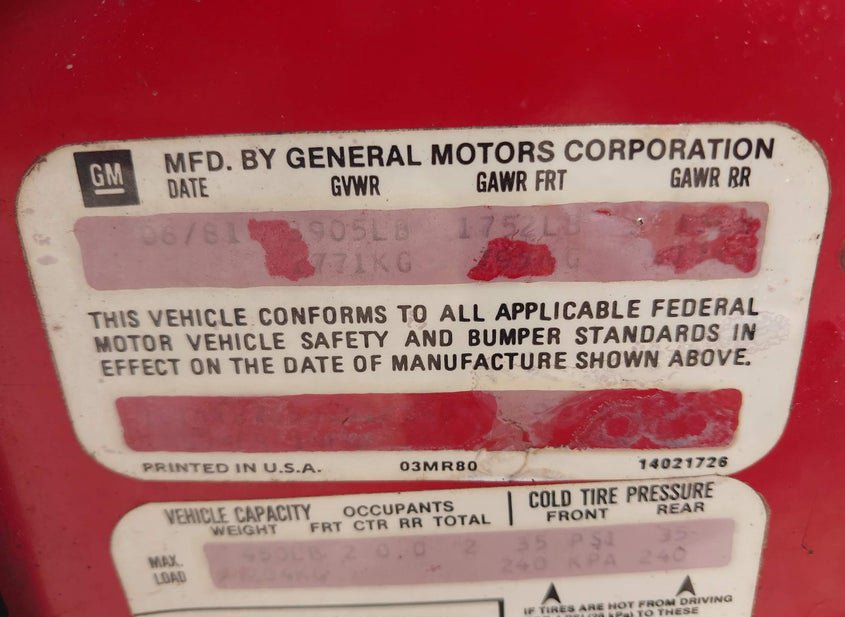 GM
MFD. BY GENERAL MOTORS CORPORATION
DATE GVWR GAWR FRT GAWR RR
06/81 905LB 1752LB
771KG
THIS VEHICLE CONFORMS TO ALL APPLICABLE FEDERAL
MOTOR VEHICLE SAFETY AND BUMPER STANDARDS IN
EFFECT ON THE DATE OF MANUFACTURE SHOWN ABOVE.
PRINTED IN U.S.A. 03MR80 14021726
VEHICLE CAPACITY OCCUPANTS COLD TIRE PRESSURE
WEIGHT FRT CTR RR TOTAL FRONT REAR
MAX. 450LB 2 0 0 2 35 PSI 35
LOAD 240 KPA 240
IF TIRES ARE HOT FROM DRIVING